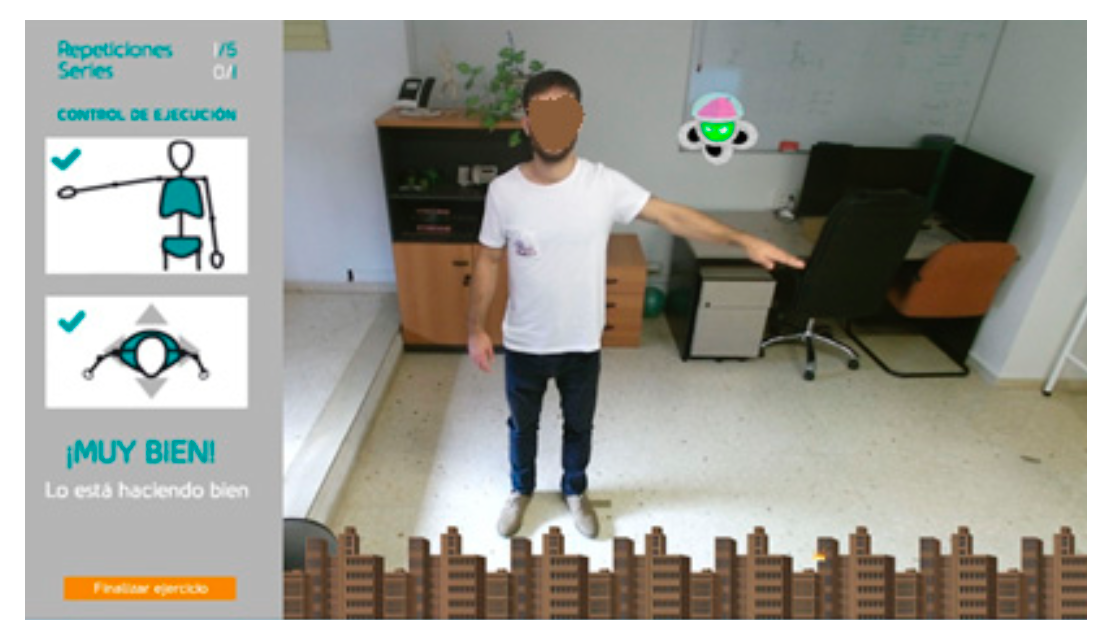 Repeticiones 1/5
Series 0/1
CONTROL DE EJECUCIÓN
¡MUY BIEN!
Lo está haciendo bien
Finalizar ejercicio